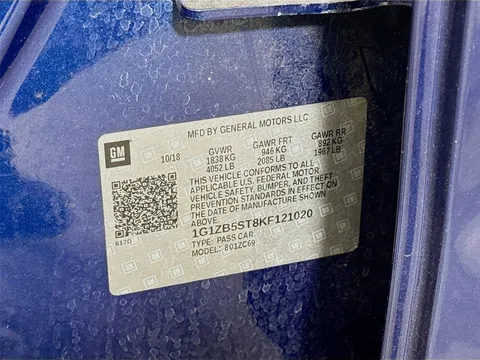 MFD BY GENERAL MOTORS LLC
GM
10/18
GVWR GAWR FRT GAWR RR
1838 KG 946 KG 892 KG
4052 LB 2085 LB 1967 LB
THIS VEHICLE CONFORMS TO ALL
APPLICABLE U.S. FEDERAL MOTOR
VEHICLE SAFETY, BUMPER, AND THEFT
PREVENTION STANDARDS IN EFFECT ON
THE DATE OF MANUFACTURE SHOWN
ABOVE.
1G1ZB5ST8KF121020
TYPE: PASS CAR
MODEL: 801ZC69
617D